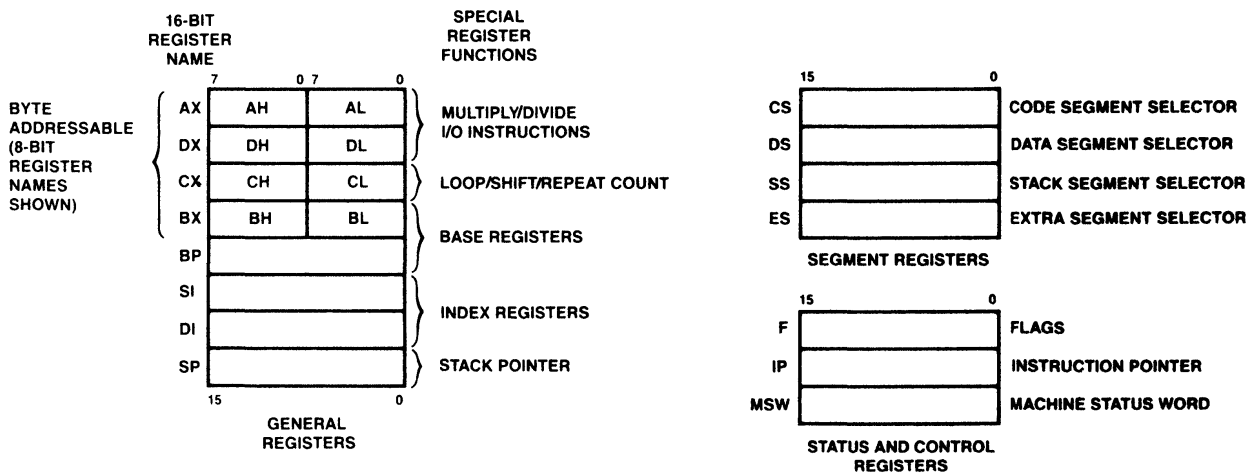 16-BIT
REGISTER
NAME
SPECIAL
REGISTER
FUNCTIONS
7 0 7 0
BYTE
ADDRESSABLE
(8-BIT
REGISTER
NAMES
SHOWN)
AX AH AL
DX DH DL
CX CH CL
BX BH BL
BP
SI
DI
SP
15 0
MULTIPLY/DIVIDE
I/O INSTRUCTIONS
LOOP/SHIFT/REPEAT COUNT
BASE REGISTERS
INDEX REGISTERS
STACK POINTER
GENERAL
REGISTERS
15 0
CS CODE SEGMENT SELECTOR
DS DATA SEGMENT SELECTOR
SS STACK SEGMENT SELECTOR
ES EXTRA SEGMENT SELECTOR
SEGMENT REGISTERS
15 0
F FLAGS
IP INSTRUCTION POINTER
MSW MACHINE STATUS WORD
STATUS AND CONTROL
REGISTERS